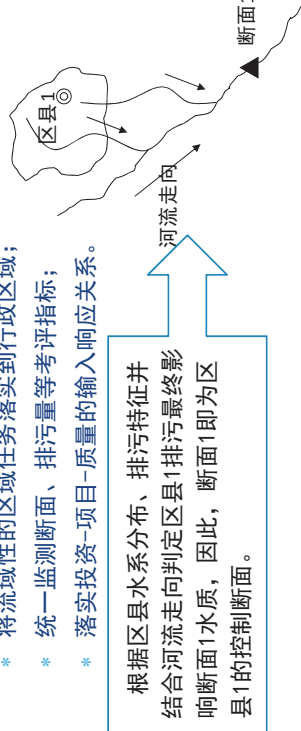 * 将流域性的区域任务落实到行政区域；
* 统一监测断面、排污量等考评指标；
* 落实投资-项目-质量的输入响应关系。
根据区县水系分布、排污特征并
结合河流走向判定区县1排污最终影
响断面1水质，因此，断面1即为区
县1的控制断面。
区县1
河流走向
断面1